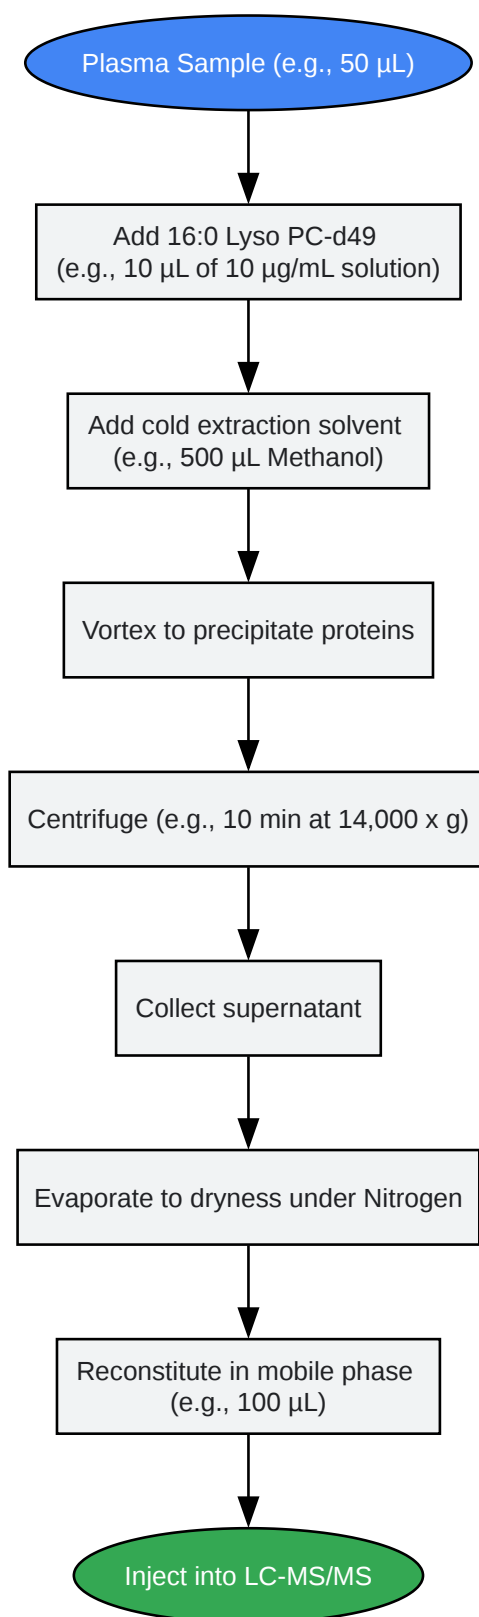 Plasma Sample (e.g., 50 µL)
Add 16:0 Lyso PC-d49
(e.g., 10 µL of 10 µg/mL solution)
Add cold extraction solvent
(e.g., 500 µL Methanol)
Vortex to precipitate proteins
Centrifuge (e.g., 10 min at 14,000 x g)
Collect supernatant
Evaporate to dryness under Nitrogen
Reconstitute in mobile phase
(e.g., 100 µL)
Inject into LC-MS/MS